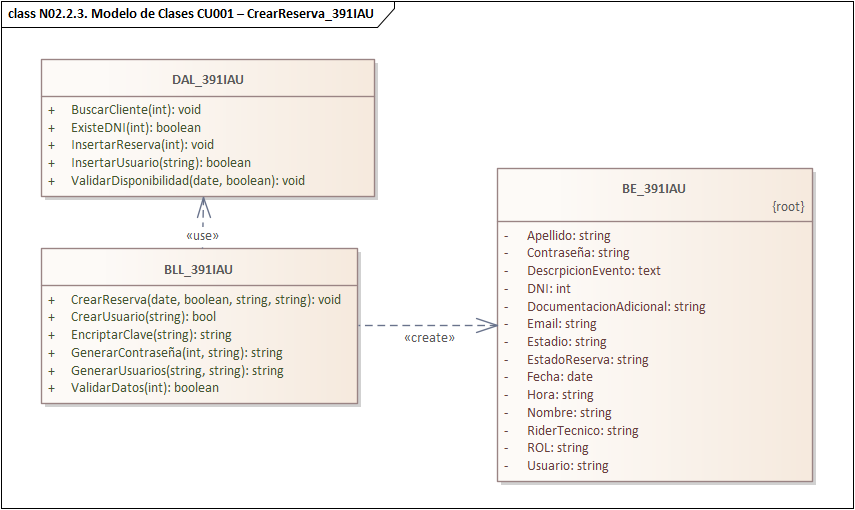 class N02.2.3. Modelo de Clases CU001 – CrearReserva_391IAU
DAL_391IAU
+ BuscarCliente(int): void
+ ExisteDNI(int): boolean
+ InsertarReserva(int): void
+ InsertarUsuario(string): boolean
+ ValidarDisponibilidad(date, boolean): void
«use»
BLL_391IAU
+ CrearReserva(date, boolean, string, string): void
+ CrearUsuario(string): bool
+ EncriptarClave(string): string
+ GenerarContraseña(int, string): string
+ GenerarUsuarios(string, string): string
+ ValidarDatos(int): boolean
«create»
BE_391IAU
{root}
- Apellido: string
- Contraseña: string
- DescrpicionEvento: text
- DNI: int
- DocumentacionAdicional: string
- Email: string
- Estadio: string
- EstadoReserva: string
- Fecha: date
- Hora: string
- Nombre: string
- RiderTecnico: string
- ROL: string
- Usuario: string